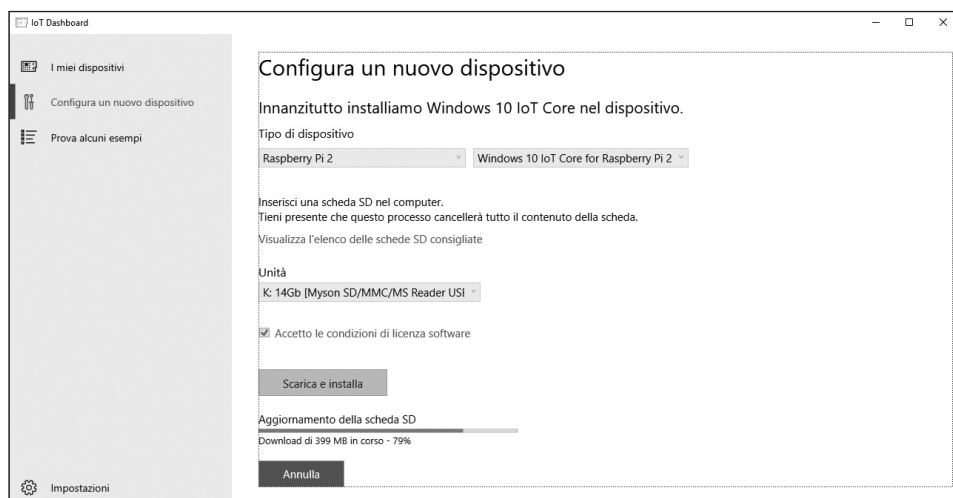 IoT Dashboard
I miei dispositivi
Configura un nuovo dispositivo
Prova alcuni esempi
Impostazioni
Configura un nuovo dispositivo
Innanzitutto installiamo Windows 10 IoT Core nel dispositivo.
Tipo di dispositivo
Raspberry Pi 2 Windows 10 IoT Core for Raspberry Pi 2
Inserisci una scheda SD nel computer.
Tieni presente che questo processo cancellerà tutto il contenuto della scheda.
Visualizza l'elenco delle schede SD consigliate
Unità
K: 14Gb [Myson SD/MMC/MS Reader USI
Accetto le condizioni di licenza software
Scarica e installa
Aggiornamento della scheda SD
Download di 399 MB in corso - 79%
Annulla